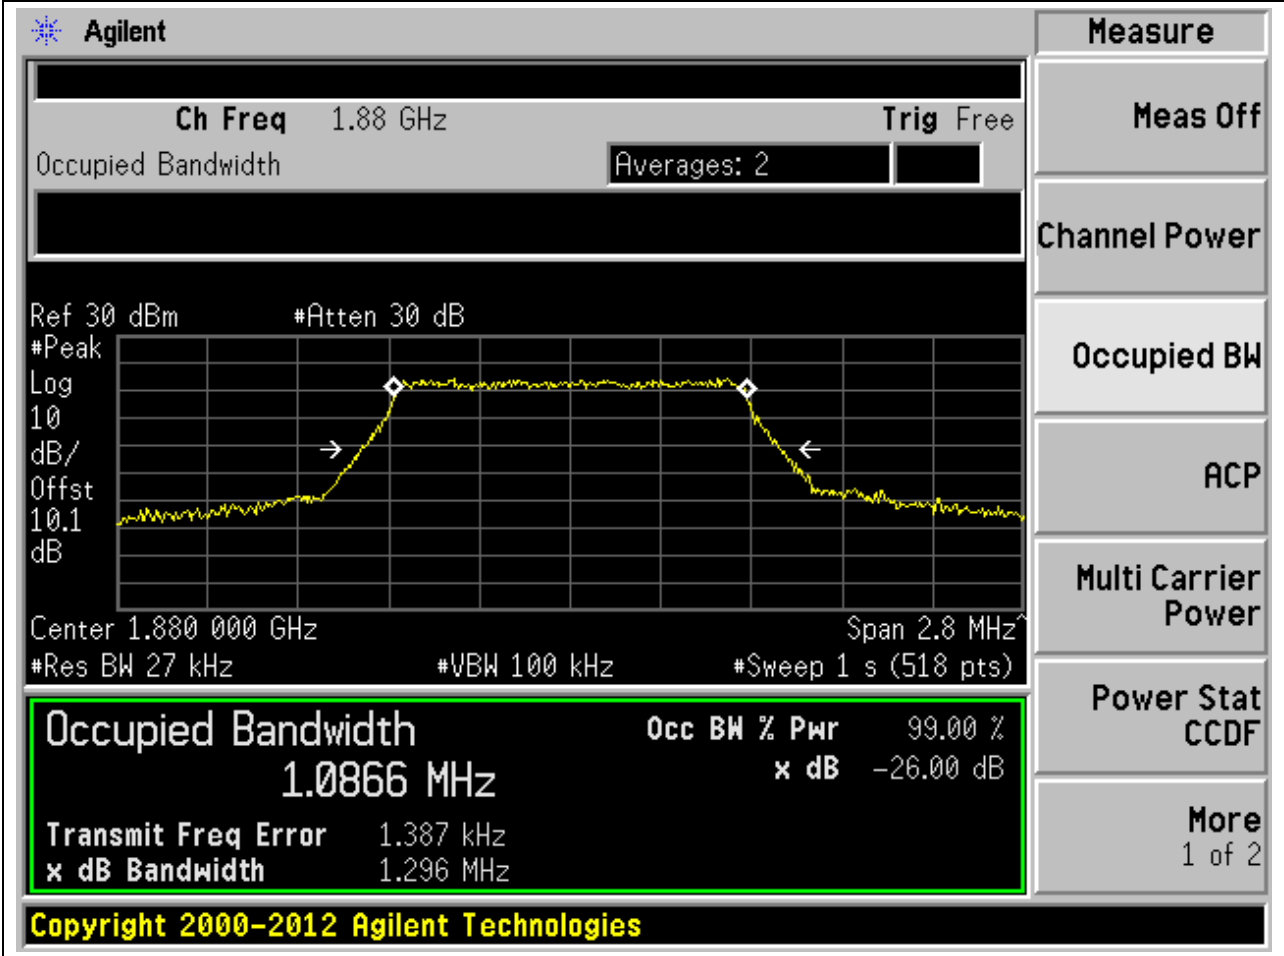 Agilent
Measure
Ch Freq 1.88 GHz Trig Free
Occupied Bandwidth Averages: 2
Ref 30 dBm #Atten 30 dB
#Peak
Log
10
dB/
Offst
10.1
dB
Center 1.880 000 GHz Span 2.8 MHz^
#Res BW 27 kHz #VBW 100 kHz #Sweep 1 s (518 pts)
Occupied Bandwidth Occ BW % Pwr 99.00 %
1.0866 MHz x dB -26.00 dB
Transmit Freq Error 1.387 kHz
x dB Bandwidth 1.296 MHz
Copyright 2000-2012 Agilent Technologies
Meas Off
Channel Power
Occupied BW
ACP
Multi Carrier
Power
Power Stat
CCDF
More
1 of 2